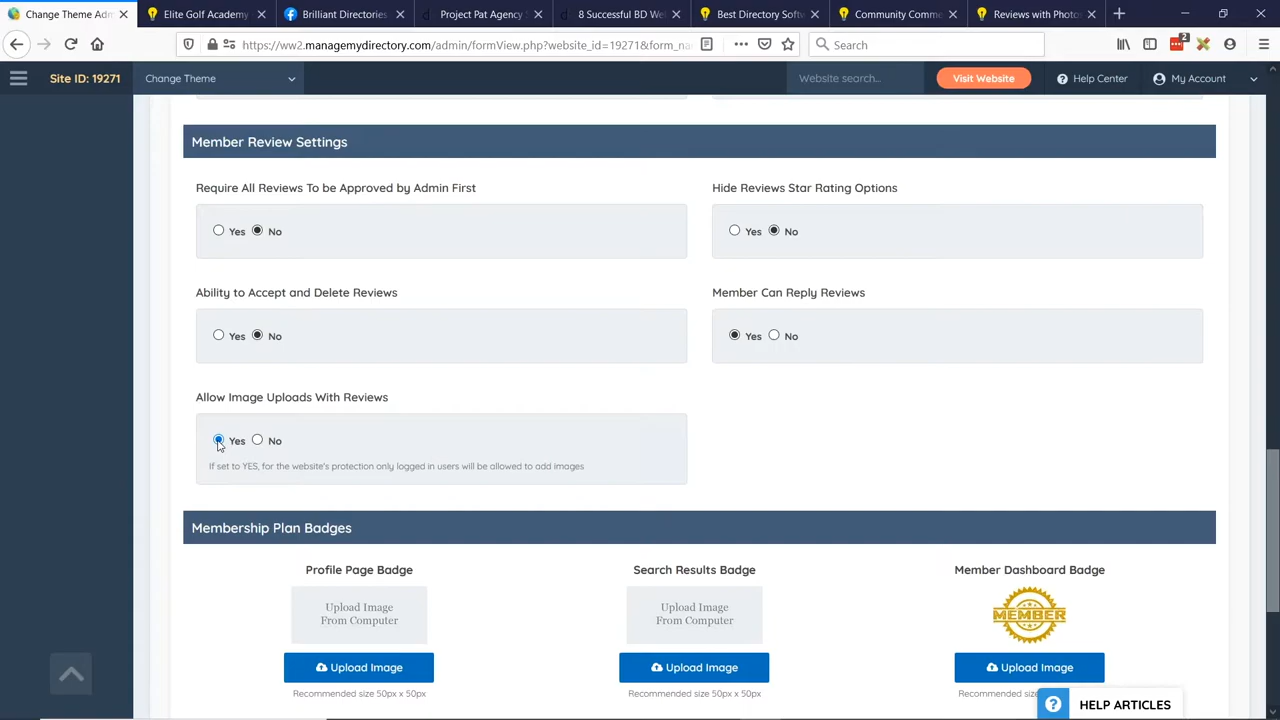 Change Theme Adm
Elite Golf Academy
Brilliant Directories
Project Pat Agency
8 Successful BD We
Best Directory Soft
Community Comme
Reviews with Photo
https://ww2.managemydirectory.com/admin/formView.php?website_id=19271&form_na
Search
2
Site ID: 19271
Change Theme
Website search...
Visit Website
Help Center
My Account
Member Review Settings
Require All Reviews To be Approved by Admin First
Hide Reviews Star Rating Options
Yes No
Yes No
Ability to Accept and Delete Reviews
Member Can Reply Reviews
Yes No
Yes No
Allow Image Uploads With Reviews
Yes No
If set to YES, for the website's protection only logged in users will be allowed to add images
Membership Plan Badges
Profile Page Badge
Search Results Badge
Member Dashboard Badge
Upload Image
From Computer
Upload Image
From Computer
MEMBER
Upload Image
Upload Image
Upload Image
Recommended size 50px x 50px
Recommended size 50px x 50px
Recommended
? HELP ARTICLES